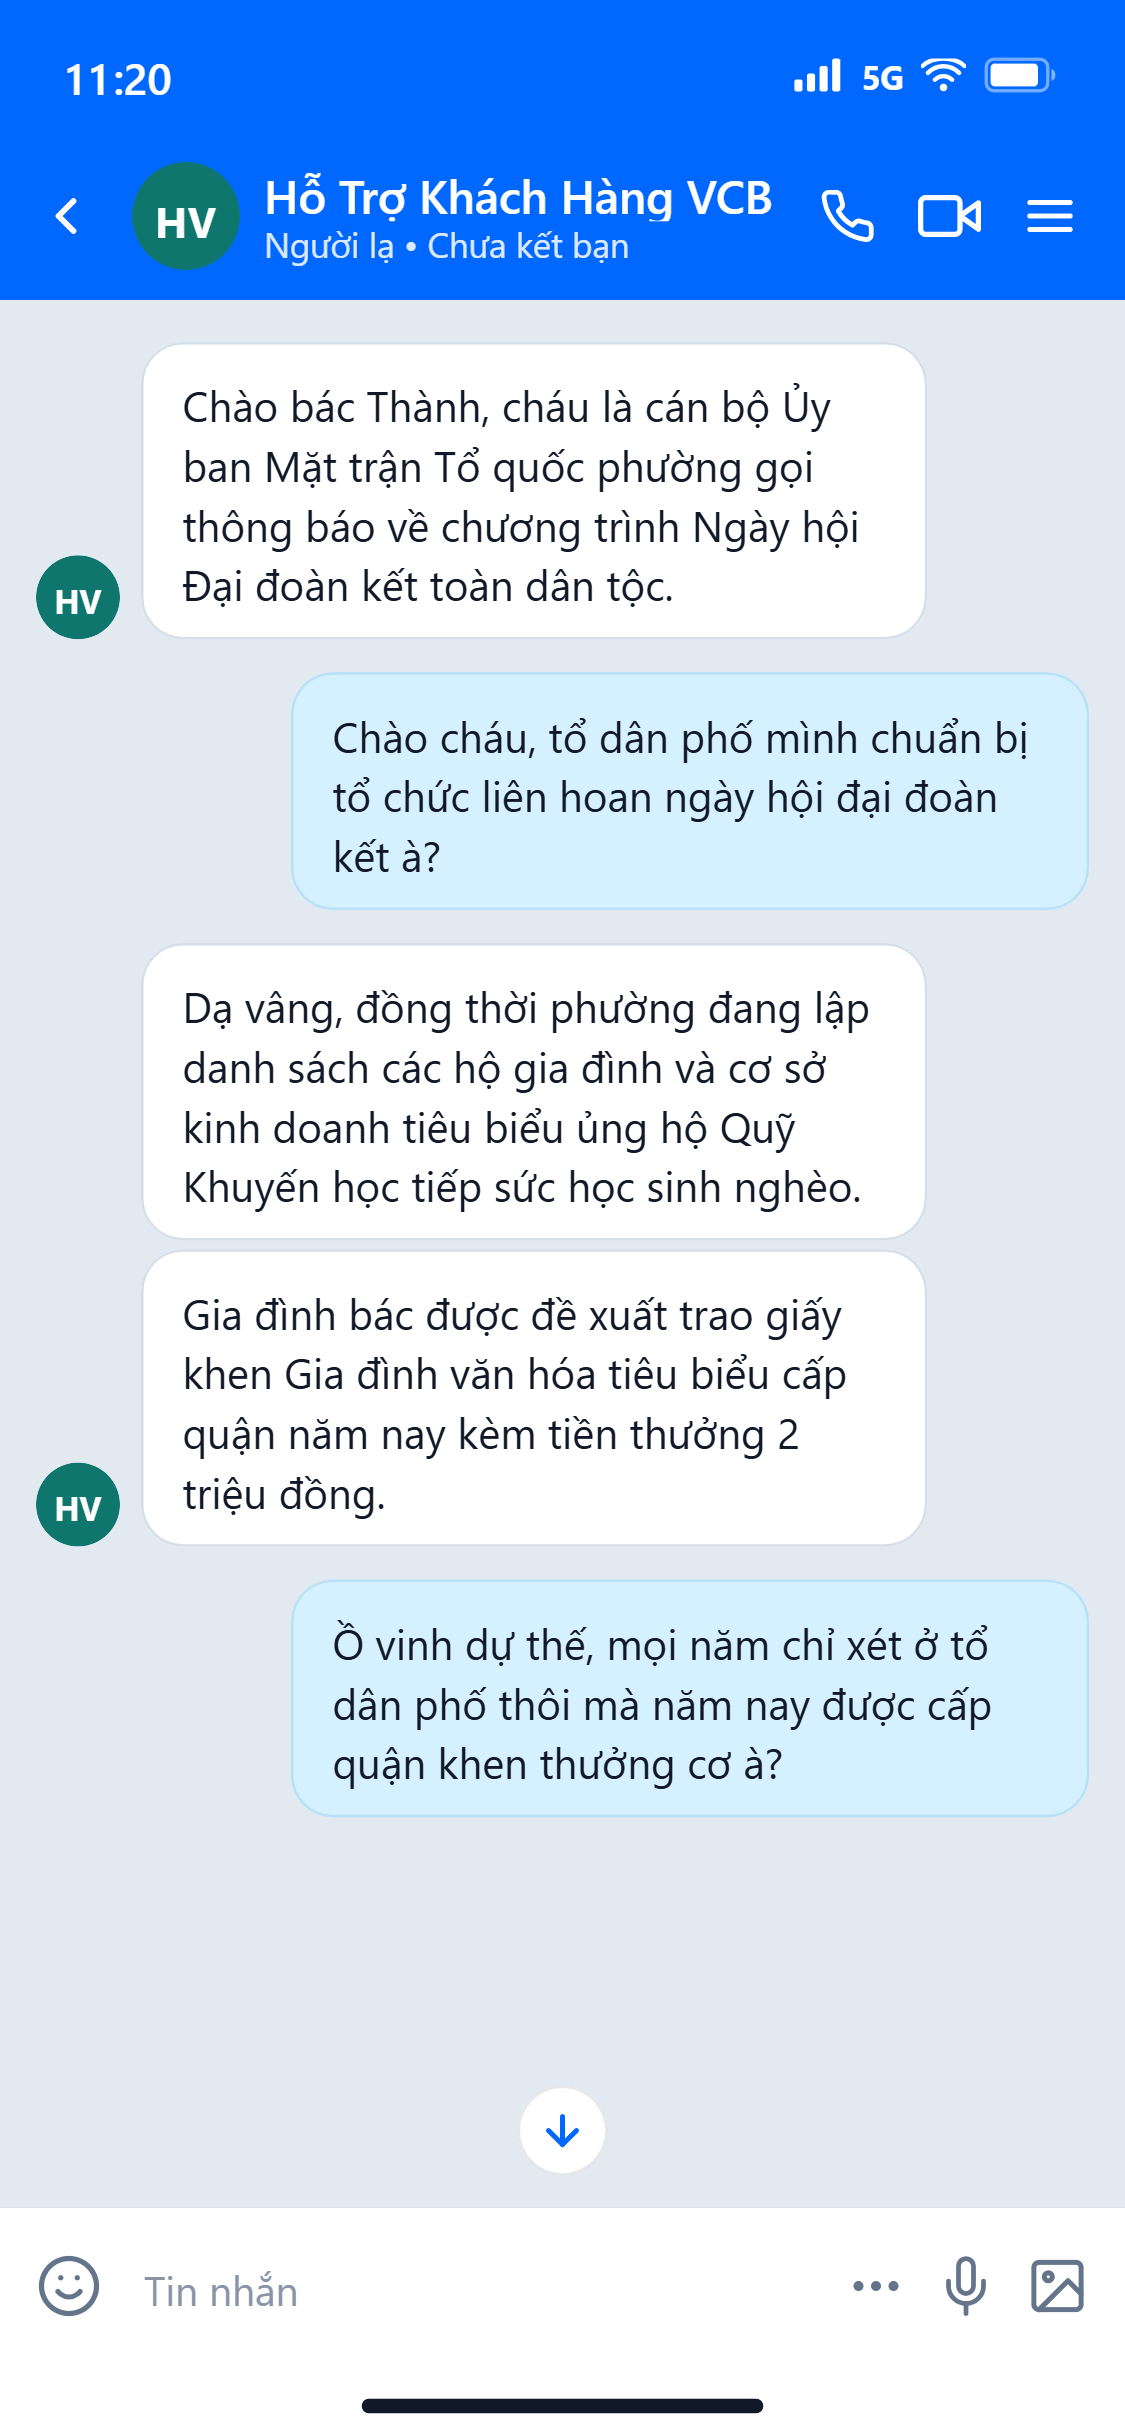 11:20
5G
HV
Hỗ Trợ Khách Hàng VCB
Người lạ • Chưa kết bạn
Chào bác Thành, cháu là cán bộ Ủy
ban Mặt trận Tổ quốc phường gọi
thông báo về chương trình Ngày hội
Đại đoàn kết toàn dân tộc.
HV
Chào cháu, tổ dân phố mình chuẩn bị
tổ chức liên hoan ngày hội đại đoàn
kết à?
Dạ vâng, đồng thời phường đang lập
danh sách các hộ gia đình và cơ sở
kinh doanh tiêu biểu ủng hộ Quỹ
Khuyến học tiếp sức học sinh nghèo.
Gia đình bác được đề xuất trao giấy
khen Gia đình văn hóa tiêu biểu cấp
quận năm nay kèm tiền thưởng 2
triệu đồng.
HV
Ồ vinh dự thế, mọi năm chỉ xét ở tổ
dân phố thôi mà năm nay được cấp
quận khen thưởng cơ à?
Tin nhắn